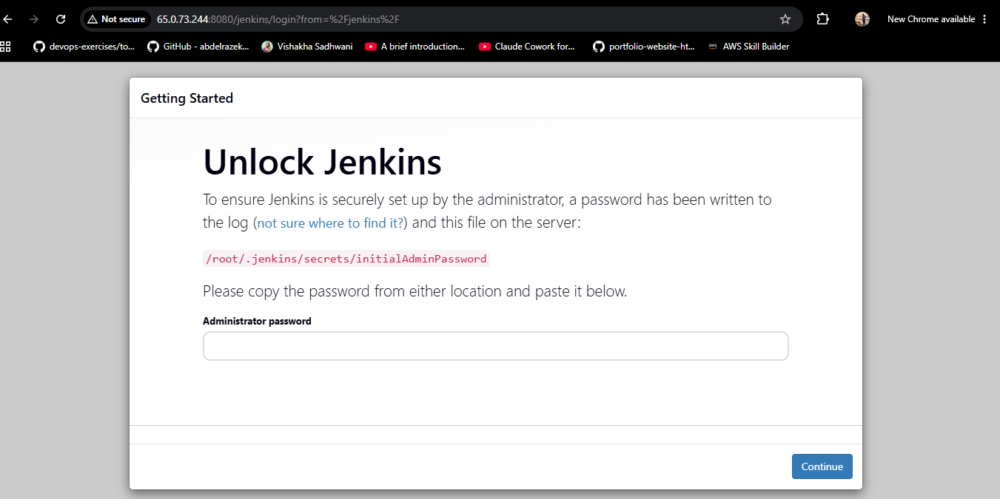 Not secure
65.0.73.244:8080/jenkins/login?from=%2Fjenkins%2F
New Chrome available
devops-exercises/to...
GitHub - abdelrazek...
Vishakha Sadhwani
A brief introduction...
Claude Cowork for...
portfolio-website-ht...
aws
AWS Skill Builder
Getting Started
Unlock Jenkins
To ensure Jenkins is securely set up by the administrator, a password has been written to
the log (not sure where to find it?) and this file on the server:
/root/.jenkins/secrets/initialAdminPassword
Please copy the password from either location and paste it below.
Administrator password
Continue